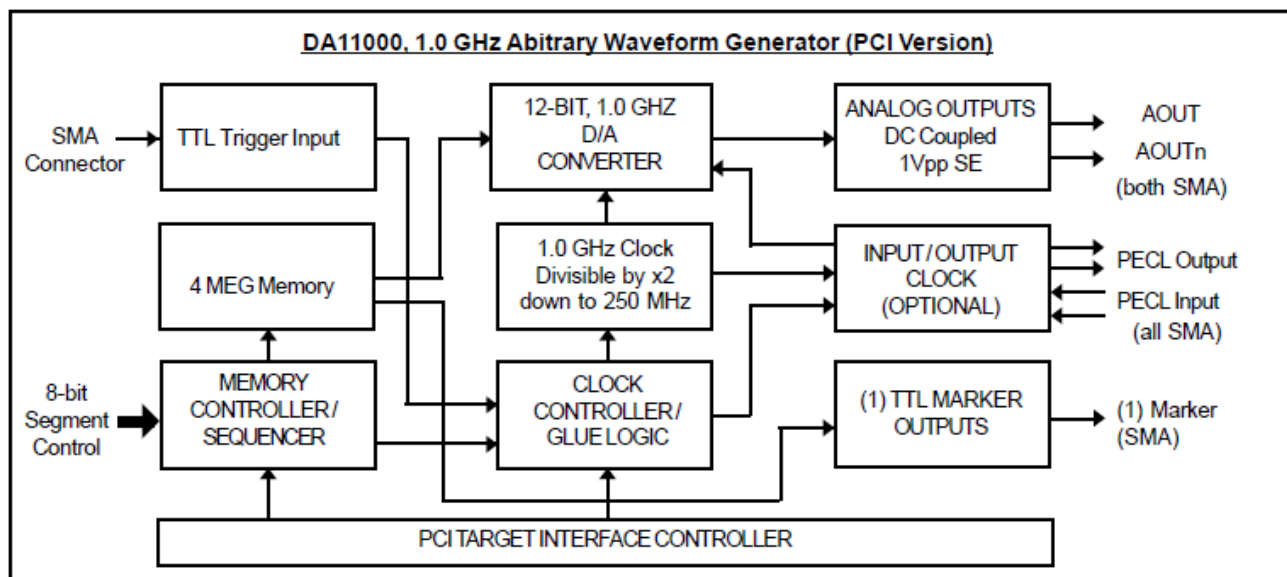 DA11000, 1.0 GHz Abitrary Waveform Generator (PCI Version)
SMA
Connector
TTL Trigger Input
12-BIT, 1.0 GHZ
D/A
CONVERTER
ANALOG OUTPUTS
DC Coupled
1Vpp SE
AOUT
AOUTn
(both SMA)
4 MEG Memory
1.0 GHz Clock
Divisible by x2
down to 250 MHz
INPUT / OUTPUT
CLOCK
(OPTIONAL)
PECL Output
PECL Input
(all SMA)
8-bit
Segment
Control
MEMORY
CONTROLLER /
SEQUENCER
CLOCK
CONTROLLER /
GLUE LOGIC
(1) TTL MARKER
OUTPUTS
(1) Marker
(SMA)
PCI TARGET INTERFACE CONTROLLER